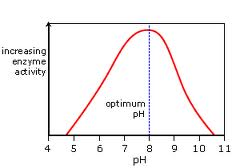 increasing
enzyme
activity
optimum
pH
4 5 6 7 8 9 10 11
pH